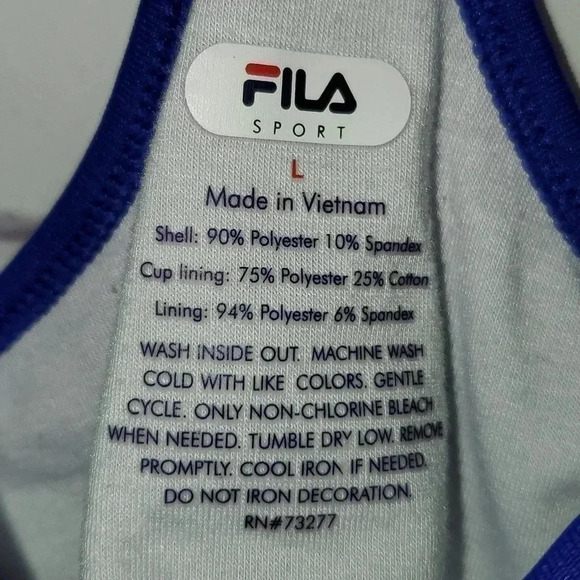 FILA
SPORT
L
Made in Vietnam
Shell: 90% Polyester 10% Spandex
Cup lining: 75% Polyester 25% Cotton
Lining: 94% Polyester 6% Spandex
WASH INSIDE OUT. MACHINE WASH
COLD WITH LIKE COLORS. GENTLE
CYCLE. ONLY NON-CHLORINE BLEACH
WHEN NEEDED. TUMBLE DRY LOW. REMOVE
PROMPTLY. COOL IRON IF NEEDED.
DO NOT IRON DECORATION.
RN#73277